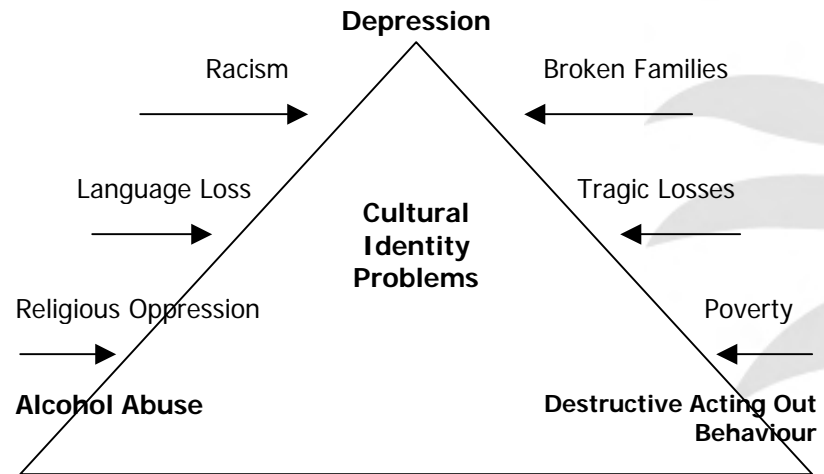 Depression
Racism
Broken Families
Language Loss
Tragic Losses
Cultural
Identity
Problems
Religious Oppression
Poverty
Alcohol Abuse
Destructive Acting Out
Behaviour